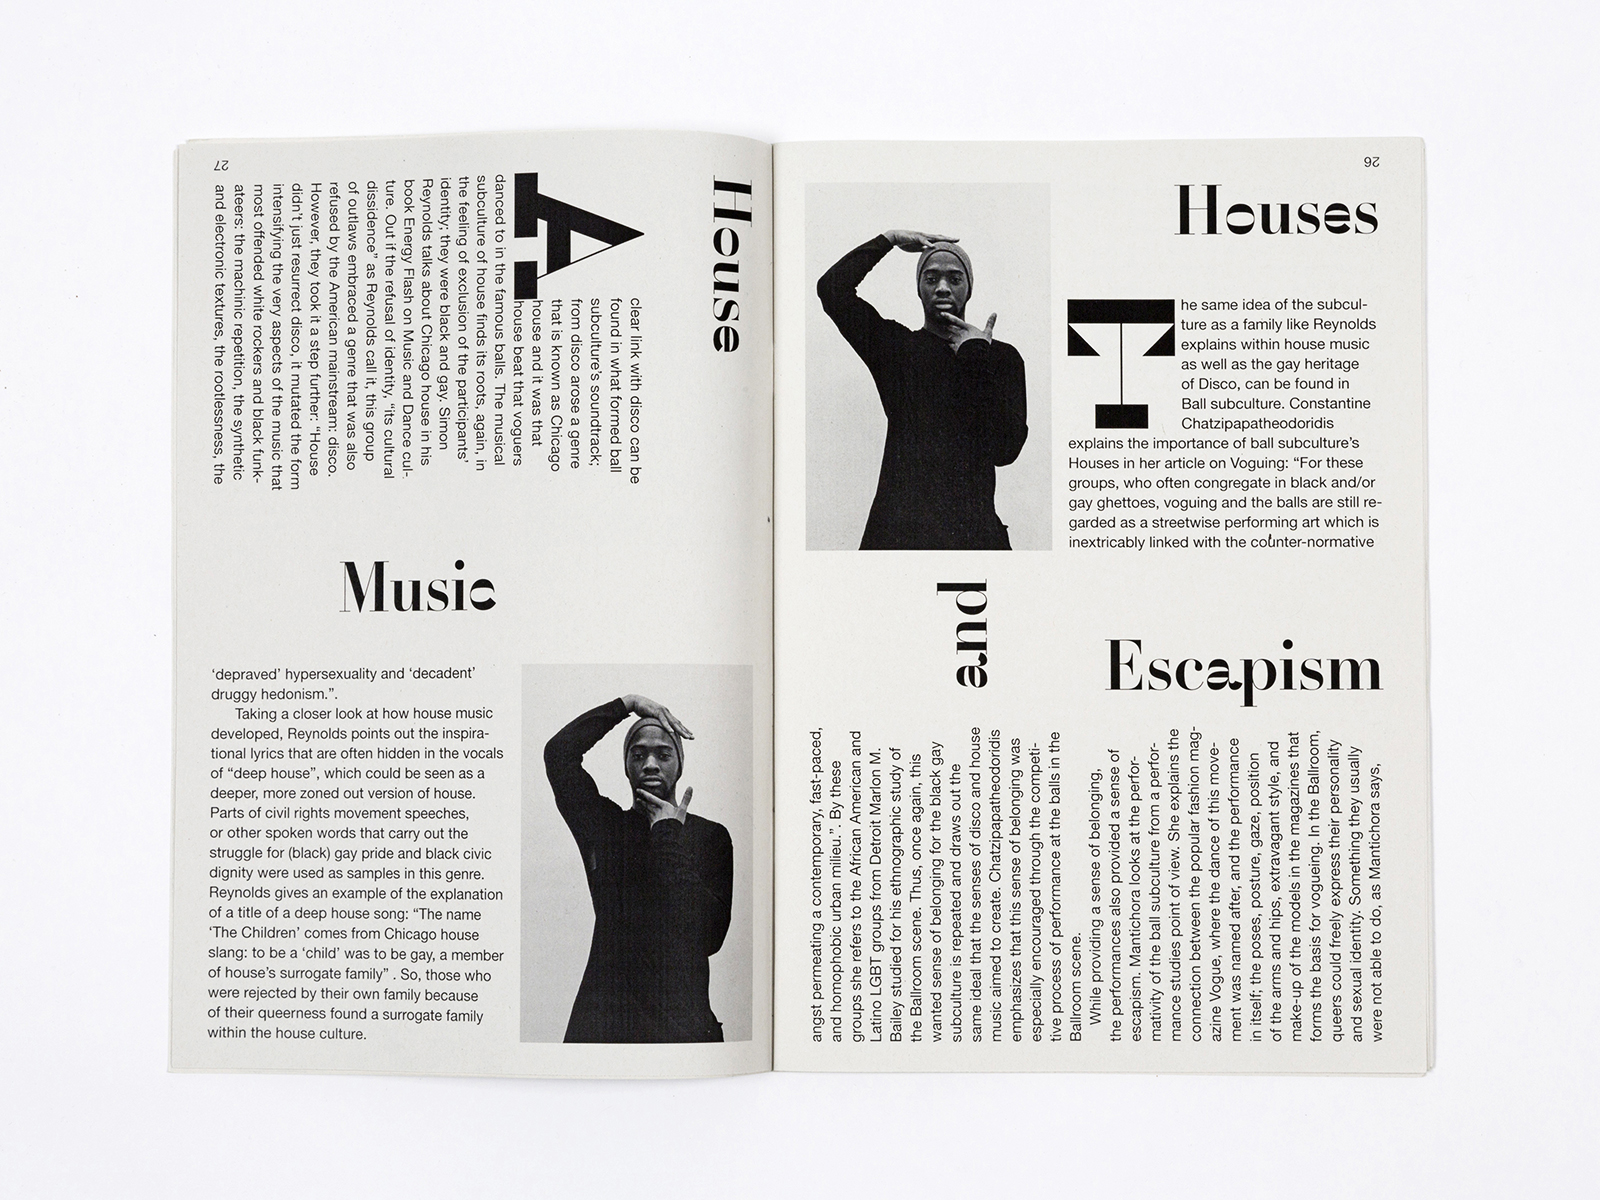 27
House
A
clear link with disco can be
found in what formed ball
subculture's soundtrack;
from disco arose a genre
that is known as Chicago
house and it was that
house beat that voguers
danced to in the famous balls. The musical
subculture of house finds its roots, again, in
the feeling of exclusion of the participants'
identity; they were black and gay. Simon
Reynolds talks about Chicago house in his
book Energy Flash on Music and Dance cul-
ture. Out if the refusal of identity, “its cultural
dissidence” as Reynolds call it, this group
of outlaws embraced a genre that was also
refused by the American mainstream: disco.
However, they took it a step further: “House
didn't just resurrect disco, it mutated the form
intensifying the very aspects of the music that
most offended white rockers and black funk-
ateers: the machinic repetition, the synthetic
and electronic textures, the rootlessness, the
Music
‘depraved’ hypersexuality and ‘decadent’
druggy hedonism.”.
Taking a closer look at how house music
developed, Reynolds points out the inspira-
tional lyrics that are often hidden in the vocals
of “deep house”, which could be seen as a
deeper, more zoned out version of house.
Parts of civil rights movement speeches,
or other spoken words that carry out the
struggle for (black) gay pride and black civic
dignity were used as samples in this genre.
Reynolds gives an example of the explanation
of a title of a deep house song: “The name
‘The Children’ comes from Chicago house
slang: to be a ‘child’ was to be gay, a member
of house's surrogate family” . So, those who
were rejected by their own family because
of their queerness found a surrogate family
within the house culture.
26
Houses
T
he same idea of the subcul-
ture as a family like Reynolds
explains within house music
as well as the gay heritage
of Disco, can be found in
Ball subculture. Constantine
Chatzipapatheodoridis
explains the importance of ball subculture's
Houses in her article on Voguing: “For these
groups, who often congregate in black and/or
gay ghettoes, voguing and the balls are still re-
garded as a streetwise performing art which is
inextricably linked with the counter-normative
and
Escapism
angst permeating a contemporary, fast-paced,
and homophobic urban milieu.”. By these
groups she refers to the African American and
Latino LGBT groups from Detroit Marlon M.
Bailey studied for his ethnographic study of
the Ballroom scene. Thus, once again, this
wanted sense of belonging for the black gay
subculture is repeated and draws out the
same ideal that the senses of disco and house
music aimed to create. Chatzipapatheodoridis
emphasizes that this sense of belonging was
especially encouraged through the competi-
tive process of performance at the balls in the
Ballroom scene.
While providing a sense of belonging,
the performances also provided a sense of
escapism. Mantichora looks at the perfor-
mativity of the ball subculture from a perfor-
mance studies point of view. She explains the
connection between the popular fashion mag-
azine Vogue, where the dance of this move-
ment was named after, and the performance
in itself; the poses, posture, gaze, position
of the arms and hips, extravagant style, and
make-up of the models in the magazines that
forms the basis for vogueing. In the Ballroom,
queers could freely express their personality
and sexual identity. Something they usually
were not able to do, as Mantichora says,